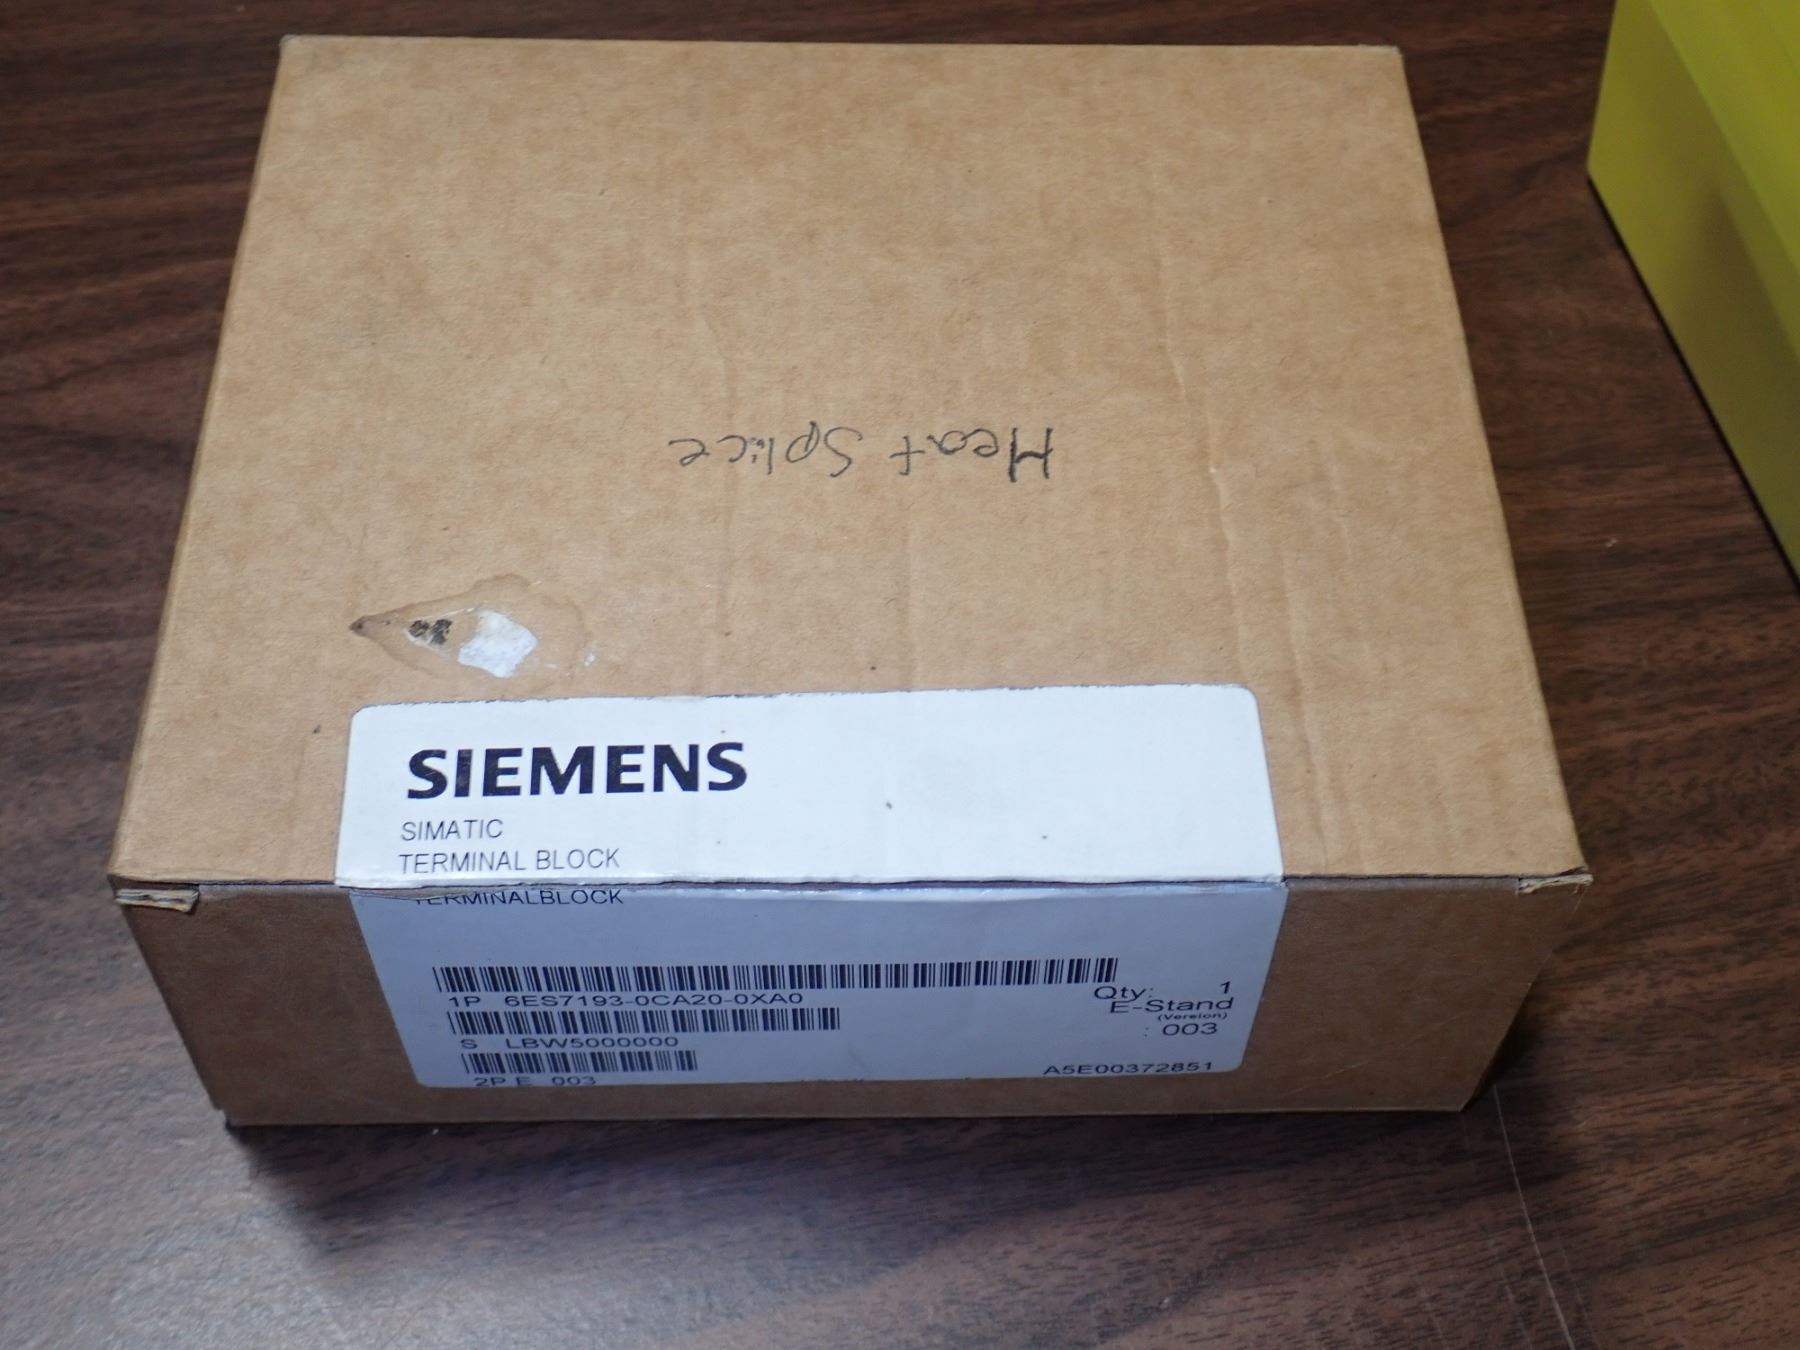 Heat Splice
SIEMENS
SIMATIC
TERMINAL BLOCK
TERMINALBLOCK
1P 6ES7193-0CA20-0XA0
Qty: 1
E-Stand
(Version)
: 003
S LBW5000000
2P E 003
A5E00372851